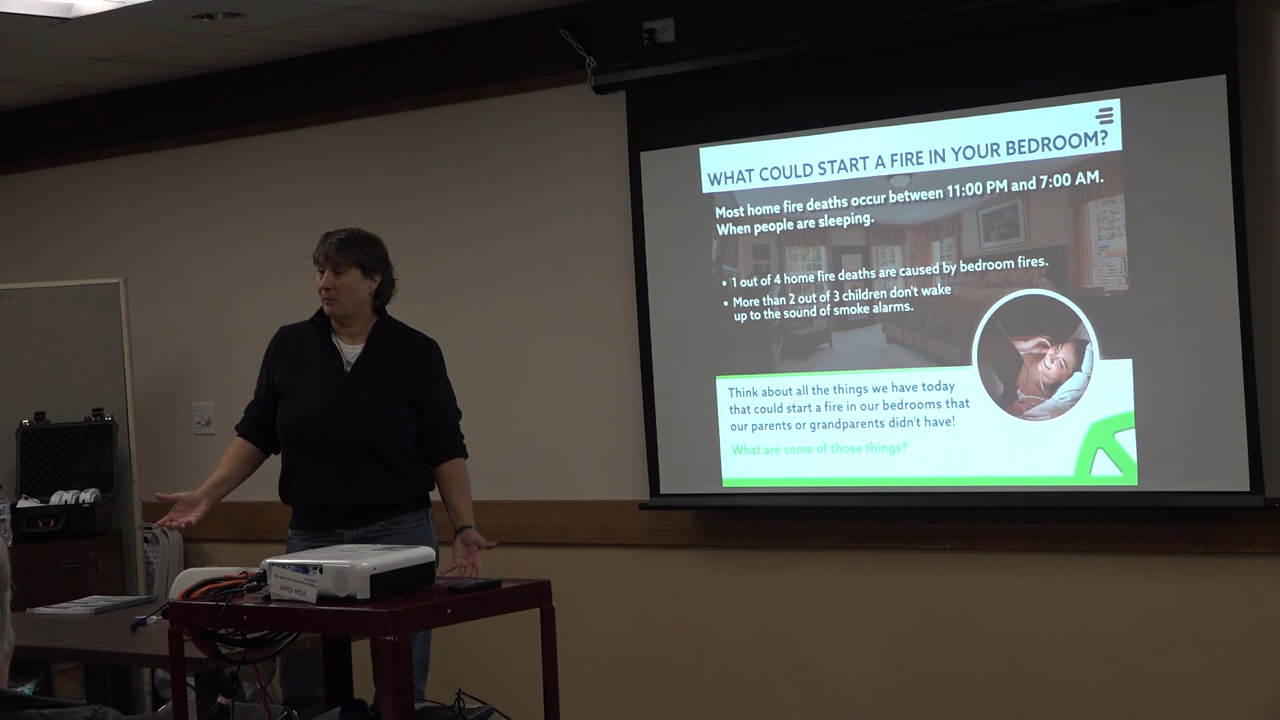 WHAT COULD START A FIRE IN YOUR BEDROOM?
Most home fire deaths occur between 11:00 PM and 7:00 AM.
When people are sleeping.
• 1 out of 4 home fire deaths are caused by bedroom fires.
• More than 2 out of 3 children don't wake
up to the sound of smoke alarms.
Think about all the things we have today
that could start a fire in our bedrooms that
our parents or grandparents didn't have!
What are some of those things?
VGA Cord